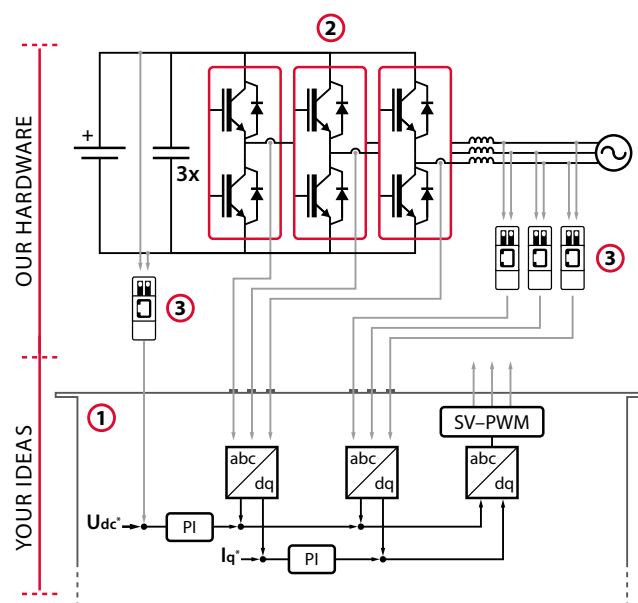 2
OUR HARDWARE
+
3x
3
3
YOUR IDEAS
1
SV–PWM
abc
dq
abc
dq
abc
dq
Udc*
PI
Iq*
PI